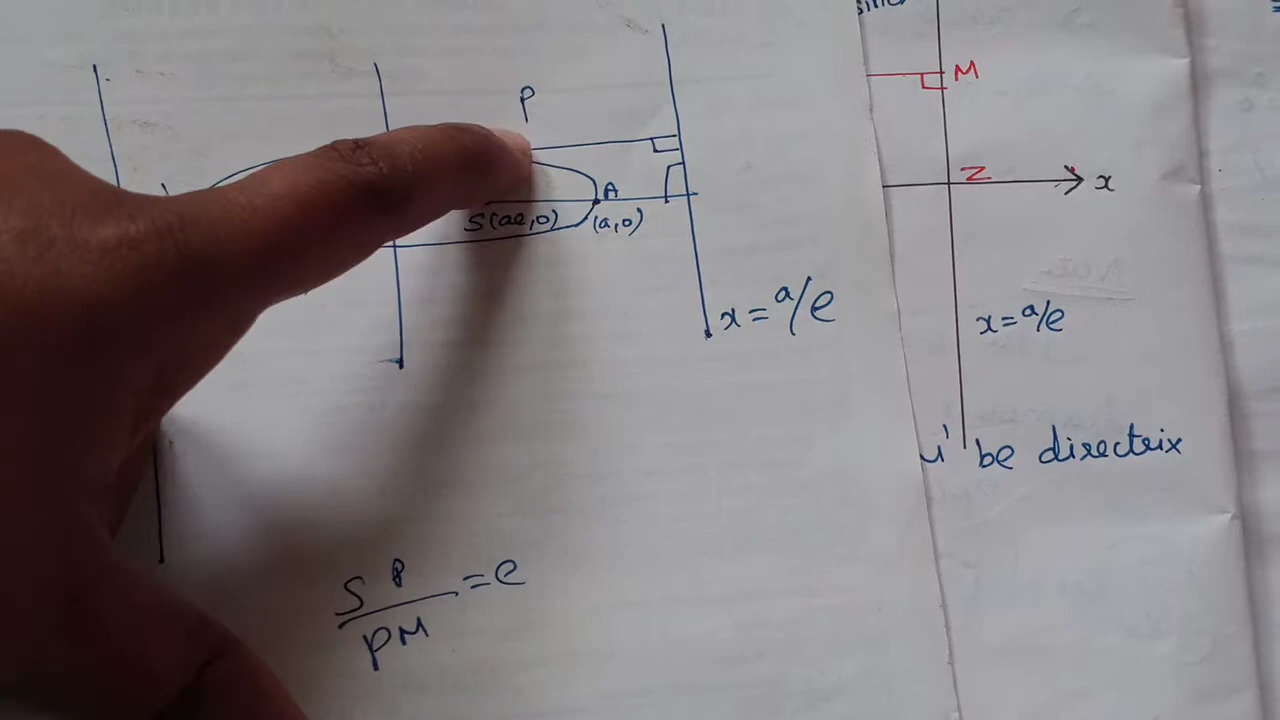 P
A
S(ae,0) (a,0)
x = a/e
SP/PM = e
M
Z
x
x = a/e
be directrix